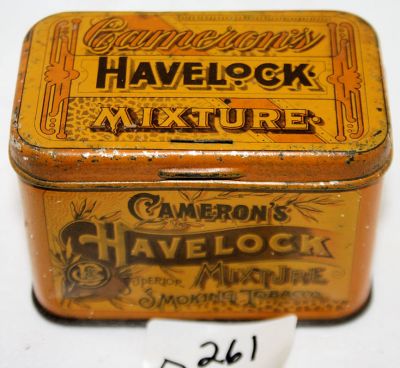 Cameron's
HAVELOCK
MIXTURE
CAMERON'S
HAVELOCK
SUPERIOR MIXTURE
SMOKING TOBACCO
261